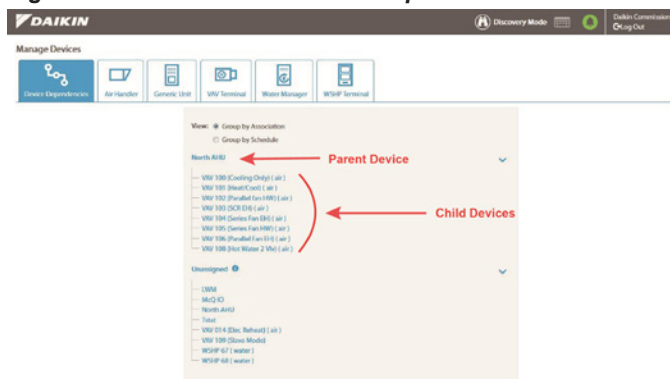 DAIKIN
Discovery Mode
Daikin Commission
Log Out
Manage Devices
Device Dependencies
Air Handler
Generic Unit
VAV Terminal
Water Manager
WSHP Terminal
View: Group by Association
Group by Schedule
North AHU
Parent Device
VAV 100 (Cooling Only) ( air )
VAV 101 (Heat/Cool) ( air )
VAV 102 (Parallel Fan HW) ( air )
VAV 103 (SCR EH) ( air )
VAV 104 (Series Fan EH) ( air )
VAV 105 (Series Fan HW) ( air )
VAV 106 (Parallel Fan EH) ( air )
VAV 108 (Hot Water 2 Vlv) ( air )
Child Devices
Unassigned
LWM
McQ IO
North AHU
Total
VAV 014 (Elec Reheat) ( air )
VAV 109 (Slave Mode)
WSHP 67 ( water )
WSHP 68 ( water )